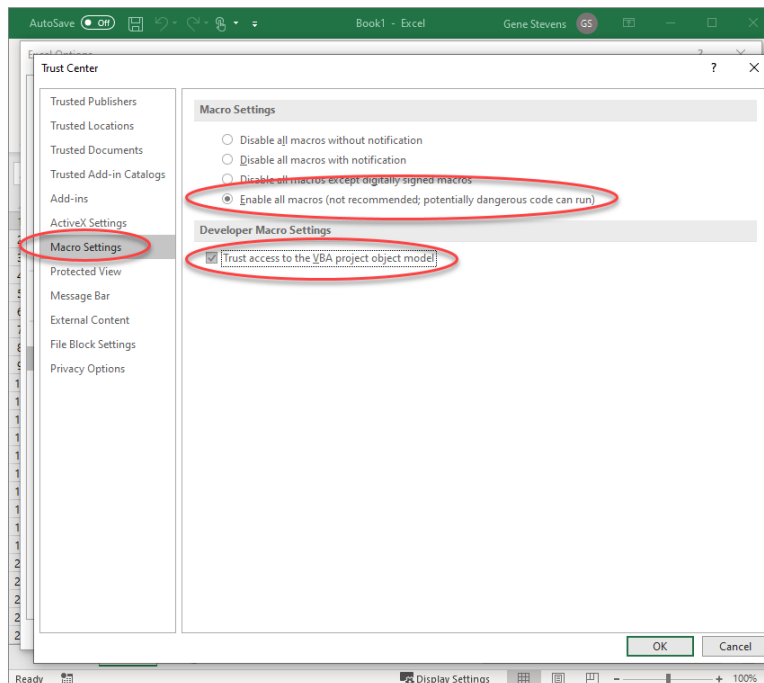 AutoSave Off Book1 - Excel Gene Stevens GS
Excel Options ?
Trust Center ?
Trusted Publishers
Trusted Locations
Trusted Documents
Trusted Add-in Catalogs
Add-ins
ActiveX Settings
Macro Settings
Protected View
Message Bar
External Content
File Block Settings
Privacy Options
Macro Settings
Disable all macros without notification
Disable all macros with notification
Disable all macros except digitally signed macros
Enable all macros (not recommended; potentially dangerous code can run)
Developer Macro Settings
Trust access to the VBA project object model
OK Cancel
Ready Display Settings 100%